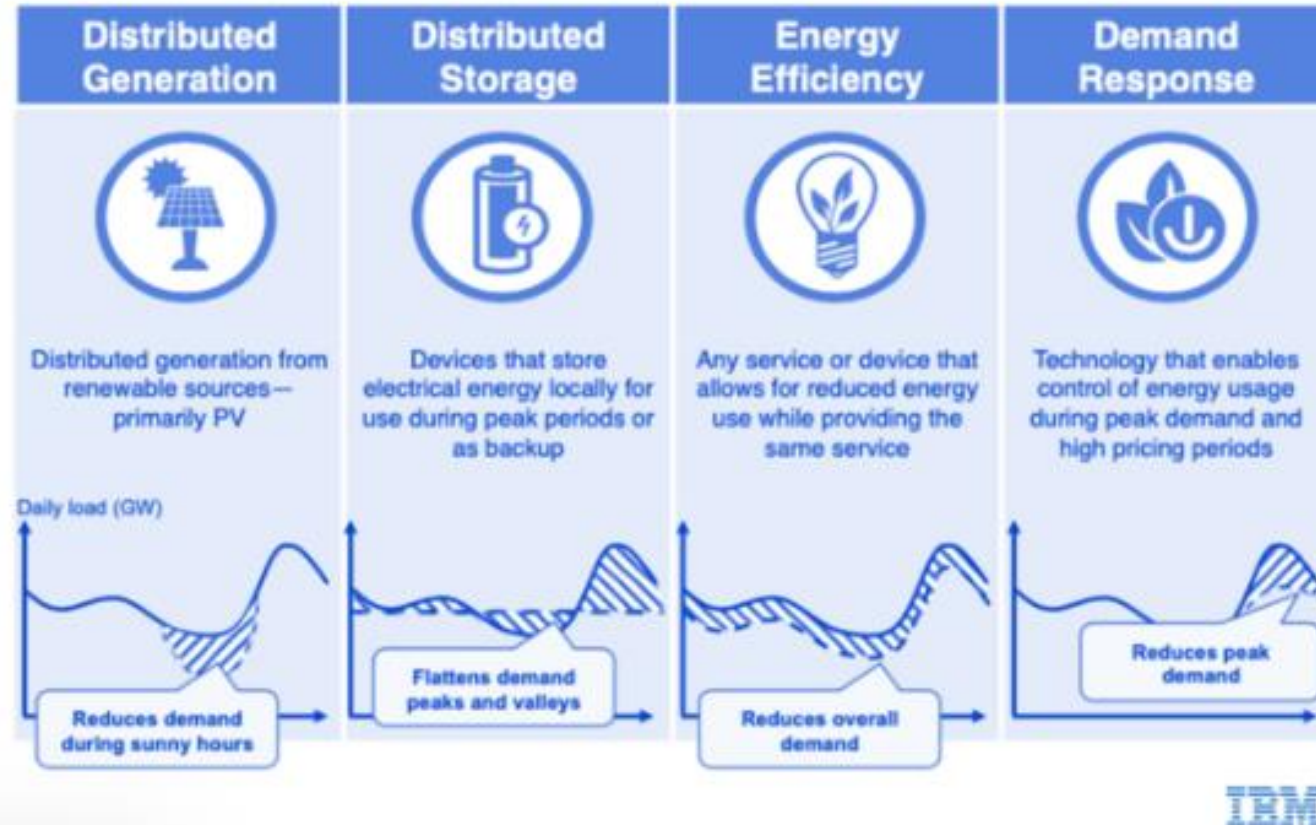 Distributed
Generation
Distributed
Storage
Energy
Efficiency
Demand
Response
Distributed generation from
renewable sources—
primarily PV
Devices that store
electrical energy locally for
use during peak periods or
as backup
Any service or device that
allows for reduced energy
use while providing the
same service
Technology that enables
control of energy usage
during peak demand and
high pricing periods
Daily load (GW)
Reduces demand
during sunny hours
Flattens demand
peaks and valleys
Reduces overall
demand
Reduces peak
demand
IBM